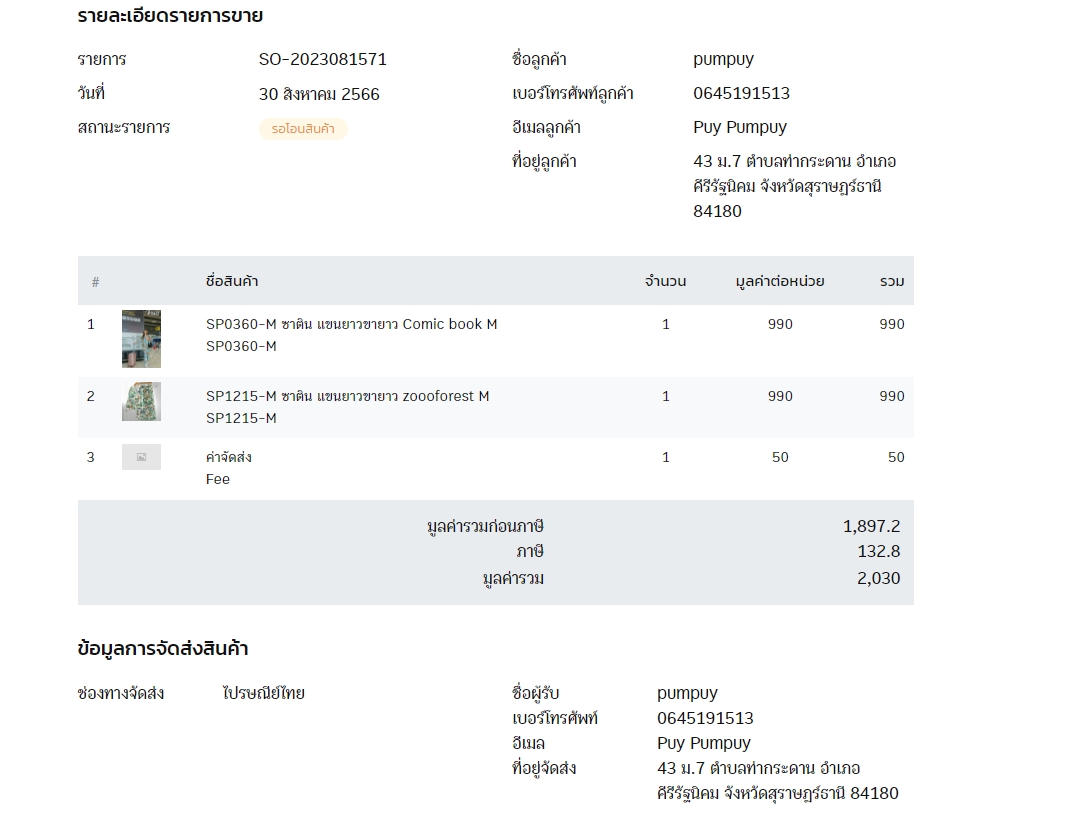 รายละเอียดรายการขาย
รายการ SO-2023081571
วันที่ 30 สิงหาคม 2566
สถานะรายการ รอโอนสินค้า
ชื่อลูกค้า pumpuy
เบอร์โทรศัพท์ลูกค้า 0645191513
อีเมลลูกค้า Puy Pumpuy
ที่อยู่ลูกค้า 43 ม.7 ตำบลท่ากระดาน อำเภอ
คีรีรัฐนิคม จังหวัดสุราษฎร์ธานี
84180
# ชื่อสินค้า จำนวน มูลค่าต่อหน่วย รวม
1 SP0360-M ซาติน แขนยาวขายาว Comic book M 1 990 990
SP0360-M
2 SP1215-M ซาติน แขนยาวขายาว zoooforest M 1 990 990
SP1215-M
3 ค่าจัดส่ง 1 50 50
Fee
มูลค่ารวมก่อนภาษี 1,897.2
ภาษี 132.8
มูลค่ารวม 2,030
ข้อมูลการจัดส่งสินค้า
ช่องทางจัดส่ง ไปรษณีย์ไทย
ชื่อผู้รับ pumpuy
เบอร์โทรศัพท์ 0645191513
อีเมล Puy Pumpuy
ที่อยู่จัดส่ง 43 ม.7 ตำบลท่ากระดาน อำเภอ
คีรีรัฐนิคม จังหวัดสุราษฎร์ธานี 84180